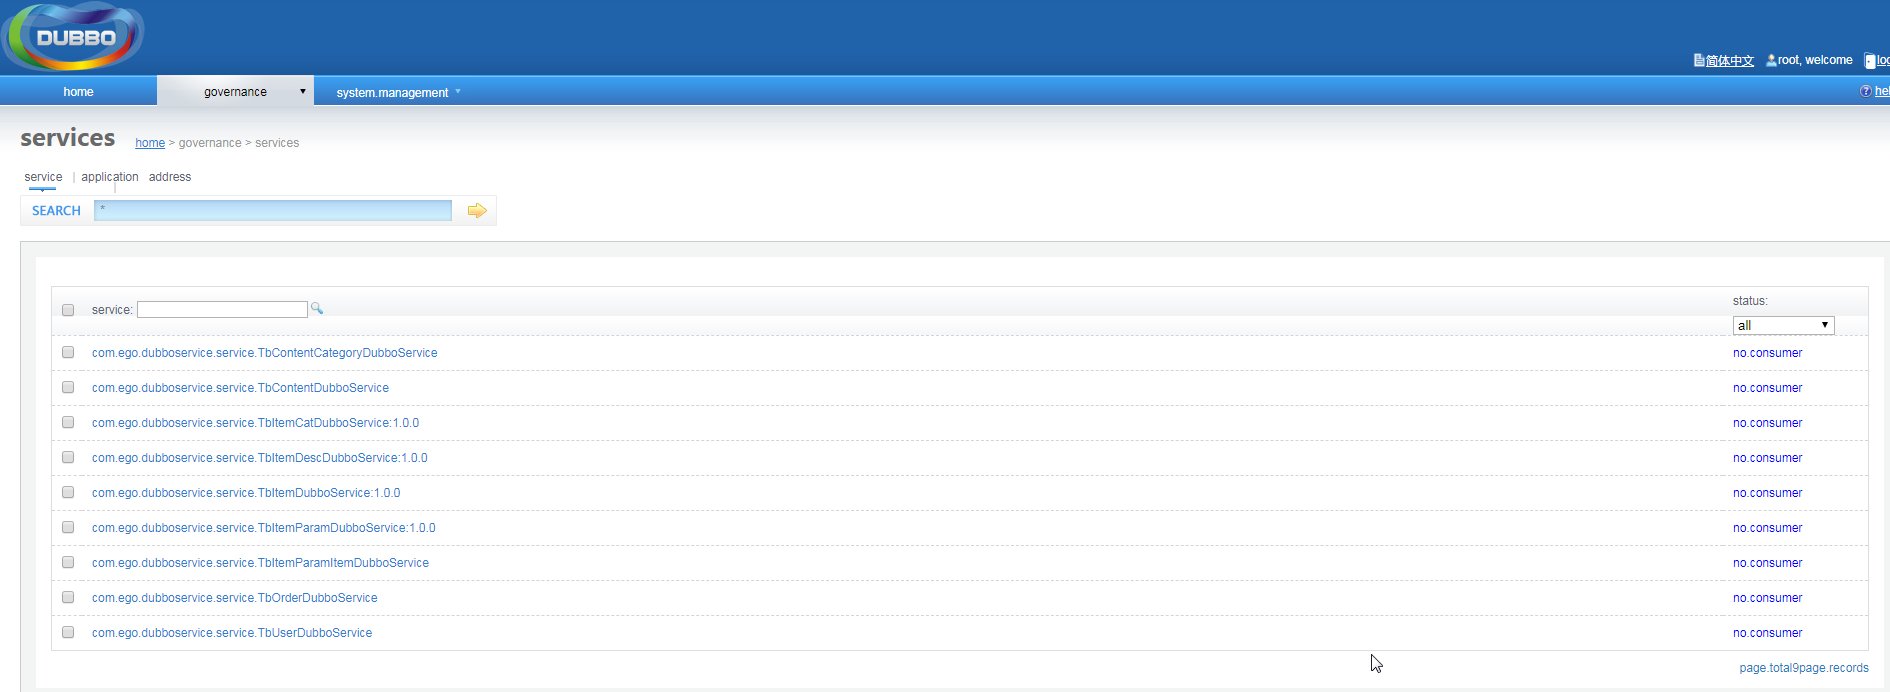 DUBBO
简体中文 root, welcome
home governance system.management
services home > governance > services
service | application address
SEARCH *
service: status:
all
com.ego.dubboservice.service.TbContentCategoryDubboService no.consumer
com.ego.dubboservice.service.TbContentDubboService no.consumer
com.ego.dubboservice.service.TbItemCatDubboService:1.0.0 no.consumer
com.ego.dubboservice.service.TbItemDescDubboService:1.0.0 no.consumer
com.ego.dubboservice.service.TbItemDubboService:1.0.0 no.consumer
com.ego.dubboservice.service.TbItemParamDubboService:1.0.0 no.consumer
com.ego.dubboservice.service.TbItemParamItemDubboService no.consumer
com.ego.dubboservice.service.TbOrderDubboService no.consumer
com.ego.dubboservice.service.TbUserDubboService no.consumer
page.total9page.records